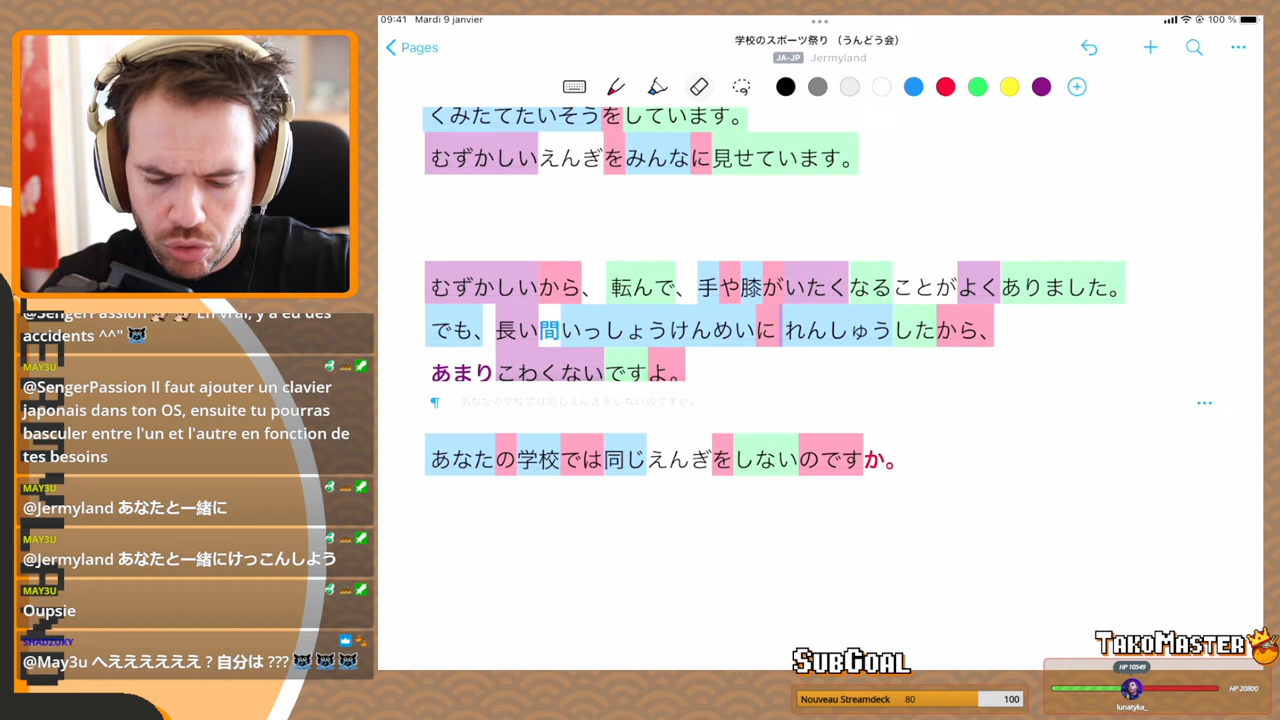 09:41 Mardi 9 janvier
100 %
Pages
学校のスポーツ祭り （うんどう会）
JA-JP Jermyland
くみたてたいそうをしています。
むずかしいえんぎをみんなに見せています。
むずかしいから、 転んで、手や膝がいたくなることがよくありました。
でも、長い間いっしょうけんめいに れんしゅうしたから、
あまりこわくないですよ。
あなたの学校では同じえんぎをしないのですか。
あなたの学校では同じえんぎをしないのですか。
@SengerPassion En vrai, y'a eu des
accidents ^^"
MAY3U
@SengerPassion Il faut ajouter un clavier
japonais dans ton OS, ensuite tu pourras
basculer entre l'un et l'autre en fonction de
tes besoins
MAY3U
@Jermyland あなたと一緒に
MAY3U
@Jermyland あなたと一緒にけっこんしよう
MAY3U
Oupsie
SHADZUKY
@May3u へええええええ ? 自分は ???
SUBGOAL
Nouveau Streamdeck 80 100
TAKOMASTER
HP 10549
HP 20800
lunatyka_